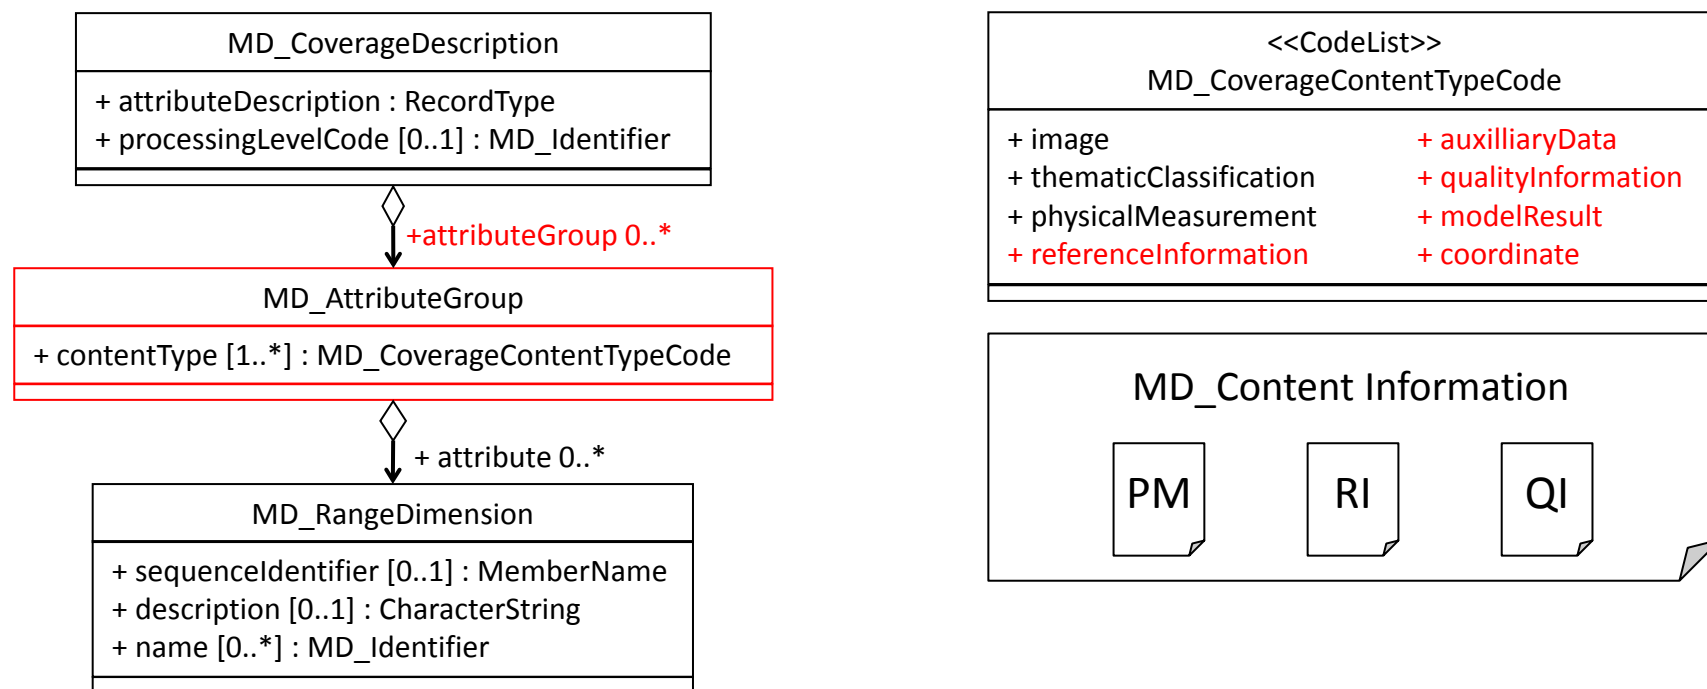 MD_CoverageDescription
+ attributeDescription : RecordType
+ processingLevelCode [0..1] : MD_Identifier
+attributeGroup 0..*
MD_AttributeGroup
+ contentType [1..*] : MD_CoverageContentTypeCode
+ attribute 0..*
MD_RangeDimension
+ sequenceIdentifier [0..1] : MemberName
+ description [0..1] : CharacterString
+ name [0..*] : MD_Identifier
<<CodeList>>
MD_CoverageContentTypeCode
+ image
+ thematicClassification
+ physicalMeasurement
+ referenceInformation
+ auxilliaryData
+ qualityInformation
+ modelResult
+ coordinate
MD_Content Information
PM
RI
QI